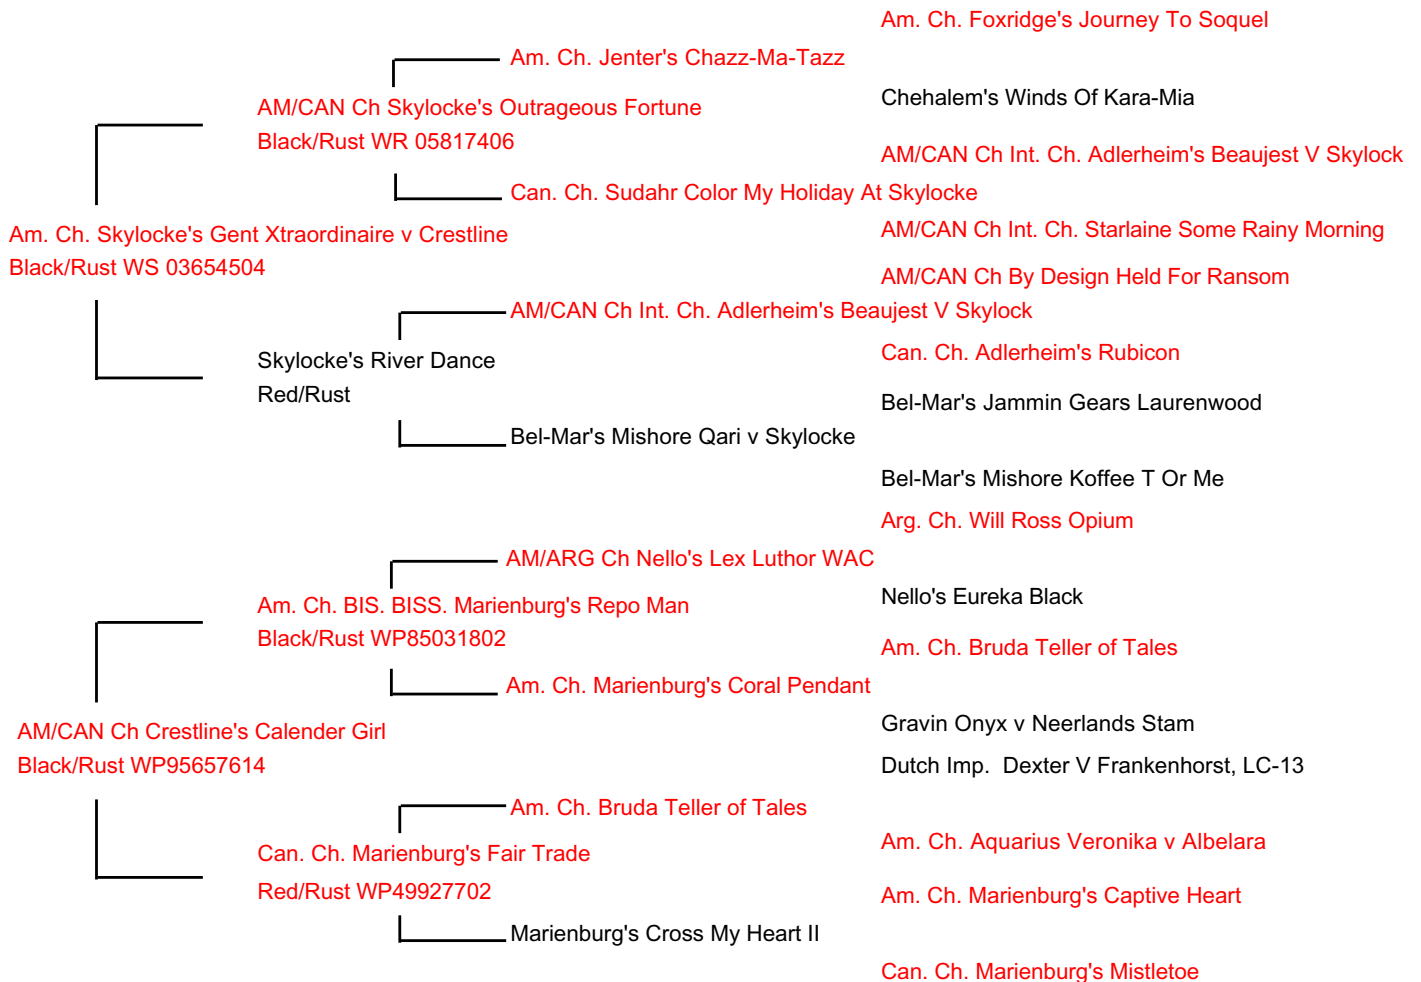 Am. Ch. Foxridge's Journey To Soquel
Am. Ch. Jenter's Chazz-Ma-Tazz
Chehalem's Winds Of Kara-Mia
AM/CAN Ch Skylocke's Outrageous Fortune
Black/Rust WR 05817406
AM/CAN Ch Int. Ch. Adlerheim's Beaujest V Skylock
Can. Ch. Sudahr Color My Holiday At Skylocke
AM/CAN Ch Int. Ch. Starlaine Some Rainy Morning
Am. Ch. Skylocke's Gent Xtraordinaire v Crestline
Black/Rust WS 03654504
AM/CAN Ch By Design Held For Ransom
AM/CAN Ch Int. Ch. Adlerheim's Beaujest V Skylock
Can. Ch. Adlerheim's Rubicon
Skylocke's River Dance
Red/Rust
Bel-Mar's Jammin Gears Laurenwood
Bel-Mar's Mishore Qari v Skylocke
Bel-Mar's Mishore Koffee T Or Me
Arg. Ch. Will Ross Opium
AM/ARG Ch Nello's Lex Luthor WAC
Nello's Eureka Black
Am. Ch. BIS. BISS. Marienburg's Repo Man
Black/Rust WP85031802
Am. Ch. Bruda Teller of Tales
Am. Ch. Marienburg's Coral Pendant
Gravin Onyx v Neerlands Stam
AM/CAN Ch Crestline's Calender Girl
Black/Rust WP95657614
Dutch Imp.  Dexter V Frankenhorst, LC-13
Am. Ch. Bruda Teller of Tales
Am. Ch. Aquarius Veronika v Albelara
Can. Ch. Marienburg's Fair Trade
Red/Rust WP49927702
Am. Ch. Marienburg's Captive Heart
Marienburg's Cross My Heart II
Can. Ch. Marienburg's Mistletoe